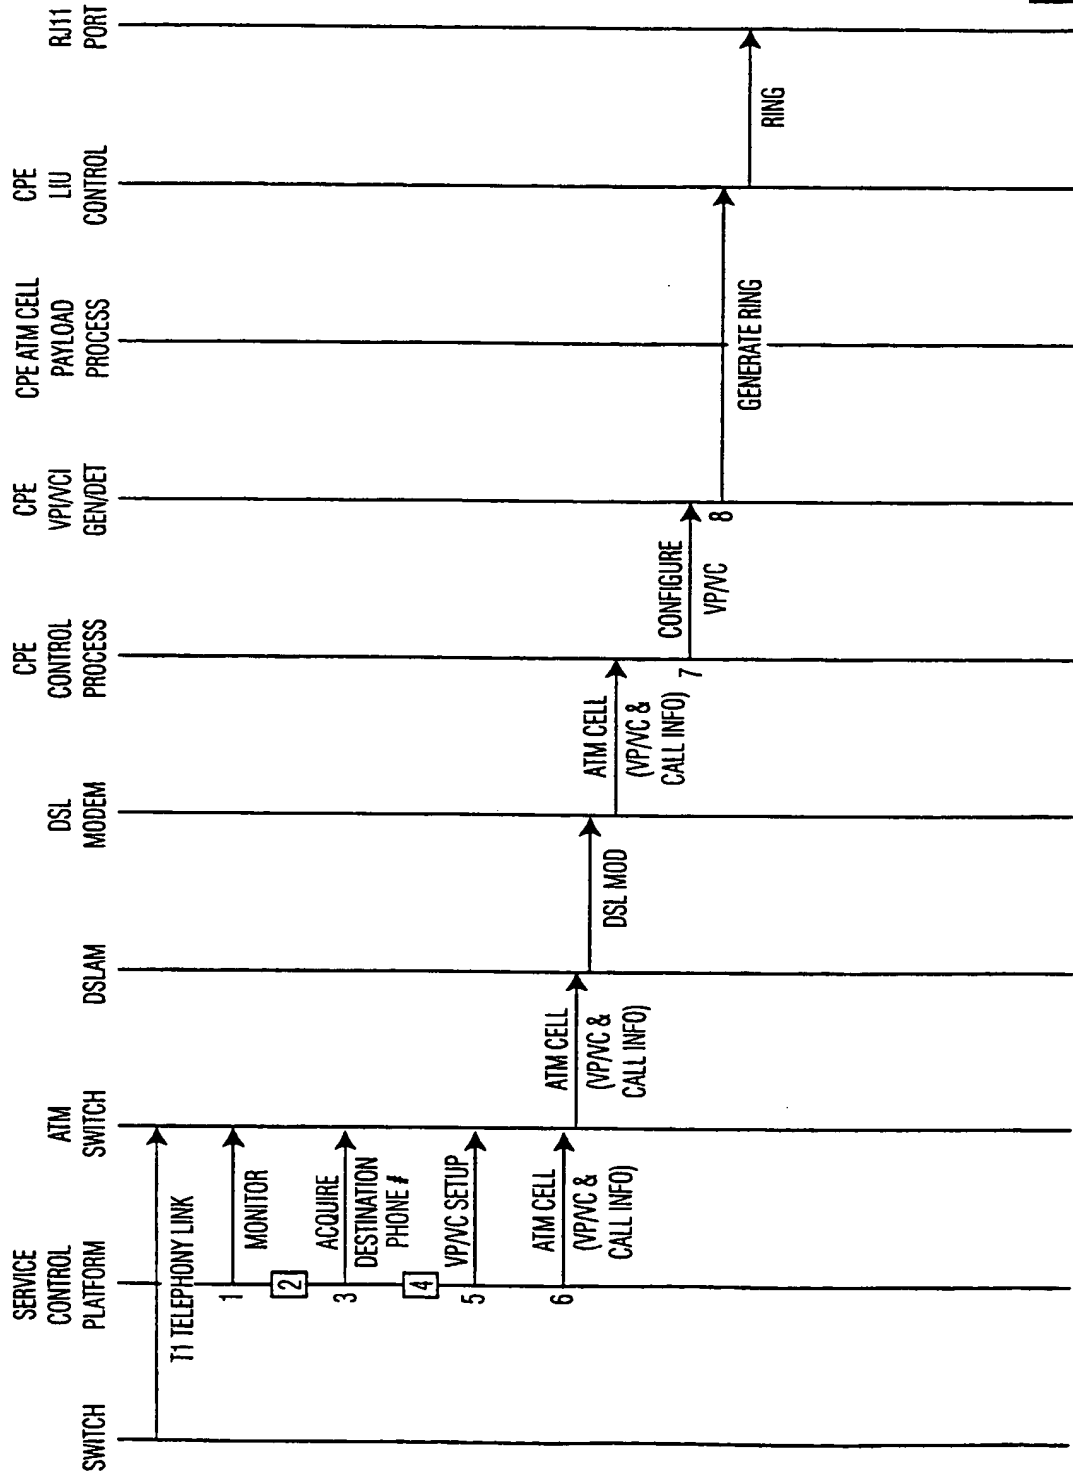 SWITCH
SERVICE
CONTROL
PLATFORM
ATM
SWITCH
DSLAM
DSL
MODEM
CPE
CONTROL
PROCESS
CPE
VPI/VCI
GEN/DET
CPE ATM CELL
PAYLOAD
PROCESS
CPE
LIU
CONTROL
RJ11
PORT
T1 TELEPHONY LINK
1
MONITOR
2
3
ACQUIRE
DESTINATION
PHONE #
4
5
VP/VC SETUP
6
ATM CELL
(VP/VC &
CALL INFO)
ATM CELL
(VP/VC &
CALL INFO)
DSL MOD
ATM CELL
(VP/VC &
CALL INFO)
7
CONFIGURE
VP/VC
8
GENERATE RING
RING